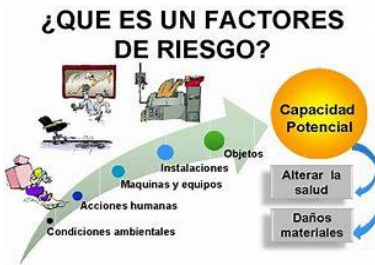 ¿QUE ES UN FACTORES
DE RIESGO?
Capacidad
Potencial
Objetos
Instalaciones
Maquinas y equipos
Acciones humanas
Condiciones ambientales
Alterar la
salud
Daños
materiales